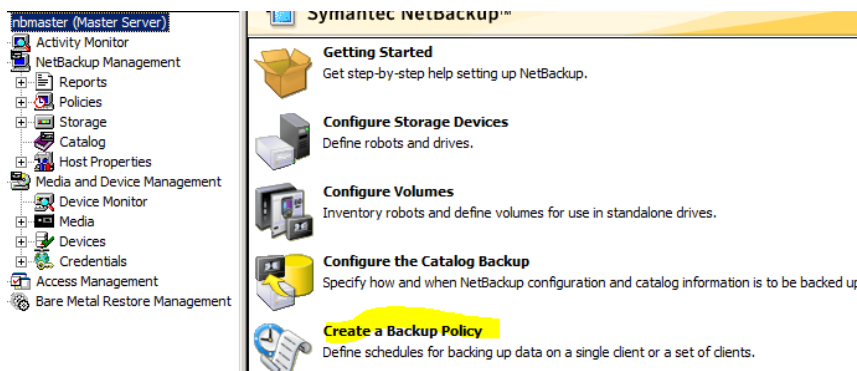 nbmaster (Master Server)
Activity Monitor
NetBackup Management
Reports
Policies
Storage
Catalog
Host Properties
Media and Device Management
Device Monitor
Media
Devices
Credentials
Access Management
Bare Metal Restore Management
Symantec NetBackup™
Getting Started
Get step-by-step help setting up NetBackup.
Configure Storage Devices
Define robots and drives.
Configure Volumes
Inventory robots and define volumes for use in standalone drives.
Configure the Catalog Backup
Specify how and when NetBackup configuration and catalog information is to be backed up
Create a Backup Policy
Define schedules for backing up data on a single client or a set of clients.